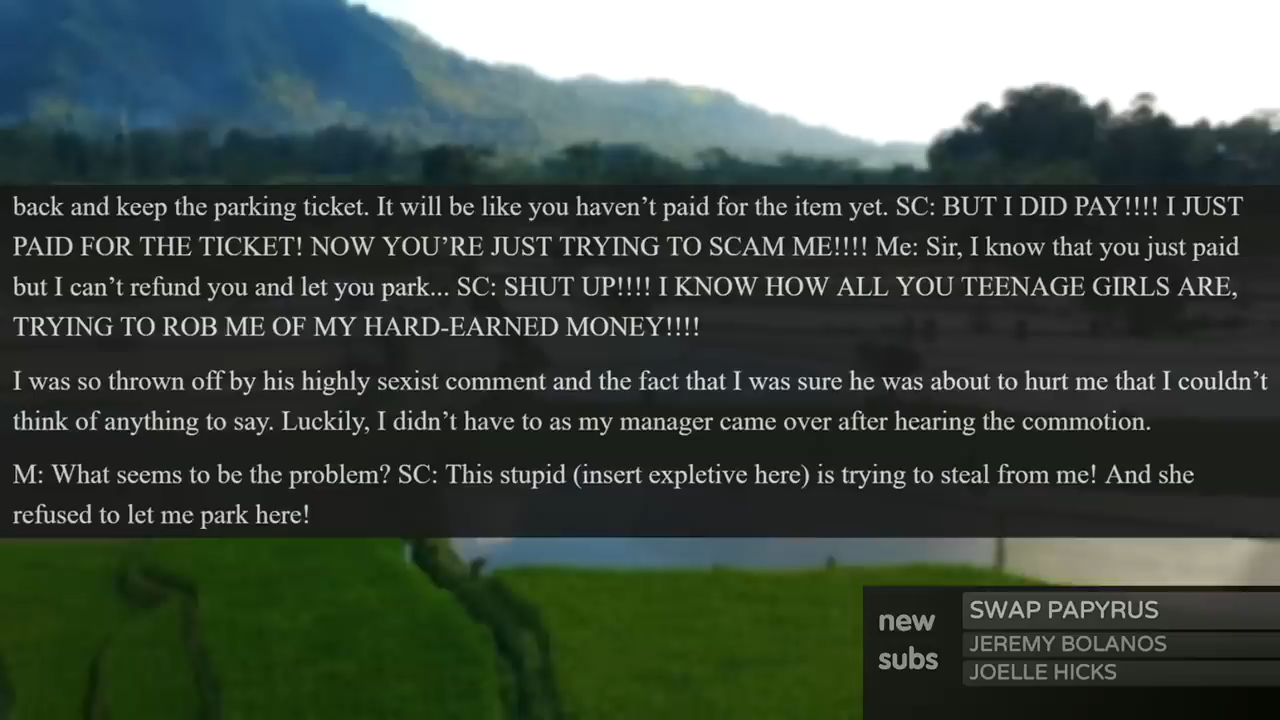 back and keep the parking ticket. It will be like you haven’t paid for the item yet. SC: BUT I DID PAY!!!! I JUST
PAID FOR THE TICKET! NOW YOU’RE JUST TRYING TO SCAM ME!!!! Me: Sir, I know that you just paid
but I can’t refund you and let you park... SC: SHUT UP!!!! I KNOW HOW ALL YOU TEENAGE GIRLS ARE,
TRYING TO ROB ME OF MY HARD-EARNED MONEY!!!!
I was so thrown off by his highly sexist comment and the fact that I was sure he was about to hurt me that I couldn’t
think of anything to say. Luckily, I didn’t have to as my manager came over after hearing the commotion.
M: What seems to be the problem? SC: This stupid (insert expletive here) is trying to steal from me! And she
refused to let me park here!
new subs
SWAP PAPYRUS
JEREMY BOLANOS
JOELLE HICKS